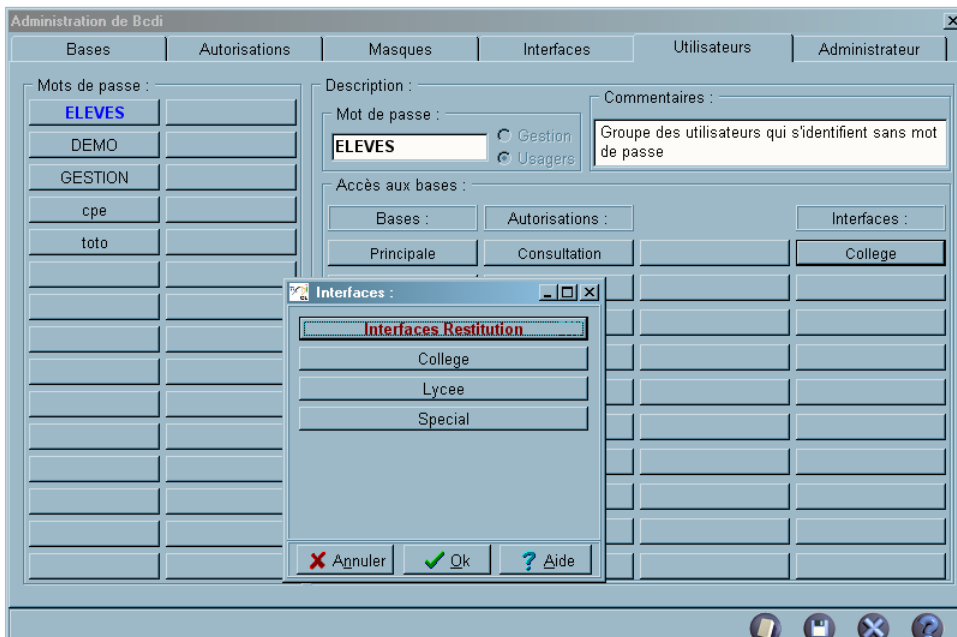 Administration de Bcdi
Bases
Autorisations
Masques
Interfaces
Utilisateurs
Administrateur
Mots de passe :
ELEVES
DEMO
GESTION
cpe
toto
Description :
Mot de passe :
ELEVES
Gestion
Usagers
Commentaires :
Groupe des utilisateurs qui s'identifient sans mot
de passe
Accès aux bases :
Bases :
Autorisations :
Interfaces :
Principale
Consultation
College
Interfaces :
Interfaces Restitution
College
Lycee
Special
Annuler
Ok
Aide